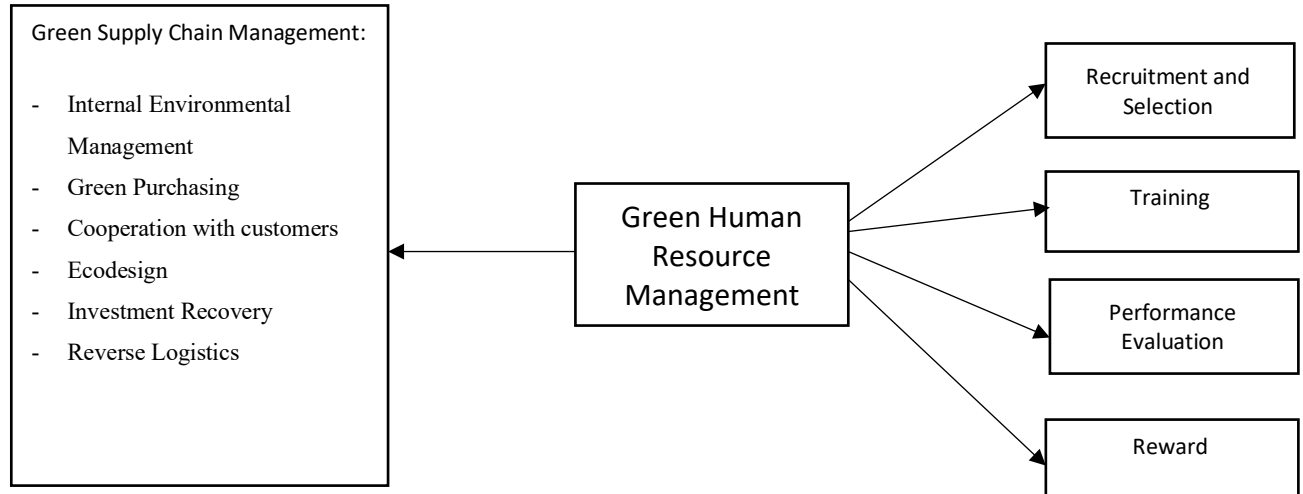 Green Supply Chain Management:
- Internal Environmental
Management
- Green Purchasing
- Cooperation with customers
- Ecodesign
- Investment Recovery
- Reverse Logistics
Green Human
Resource
Management
Recruitment and
Selection
Training
Performance
Evaluation
Reward